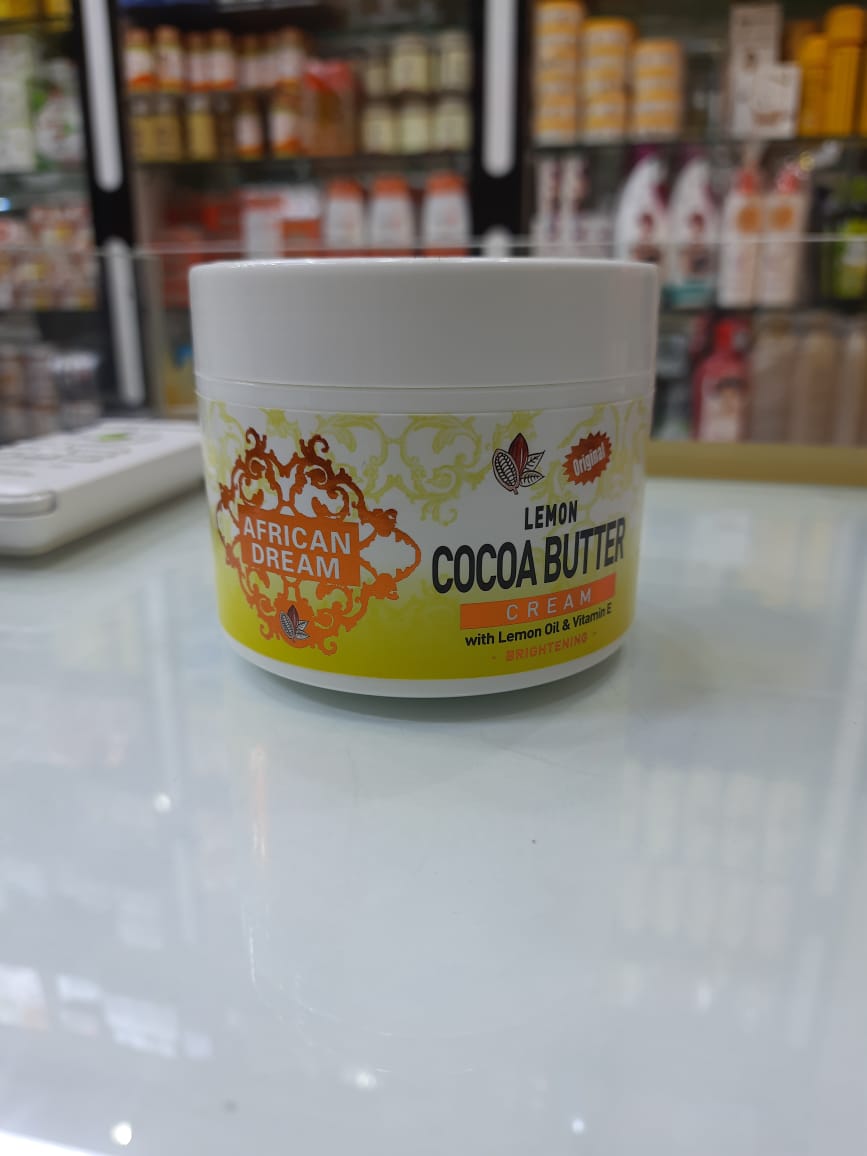 AFRICAN
DREAM
Original
LEMON
COCOA BUTTER
CREAM
with Lemon Oil & Vitamin E
- BRIGHTENING -